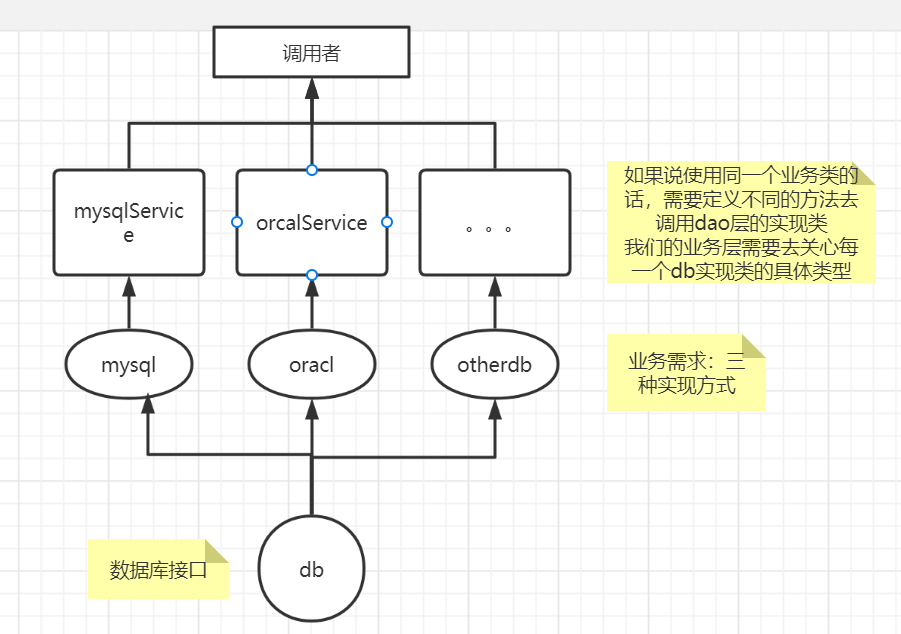 调用者
mysqlServic
e
orcalService
。。。
如果说使用同一个业务类的
话，需要定义不同的方法去
调用dao层的实现类
我们的业务层需要去关心每
一个db实现类的具体类型
mysql
oracl
otherdb
业务需求：三
种实现方式
数据库接口
db